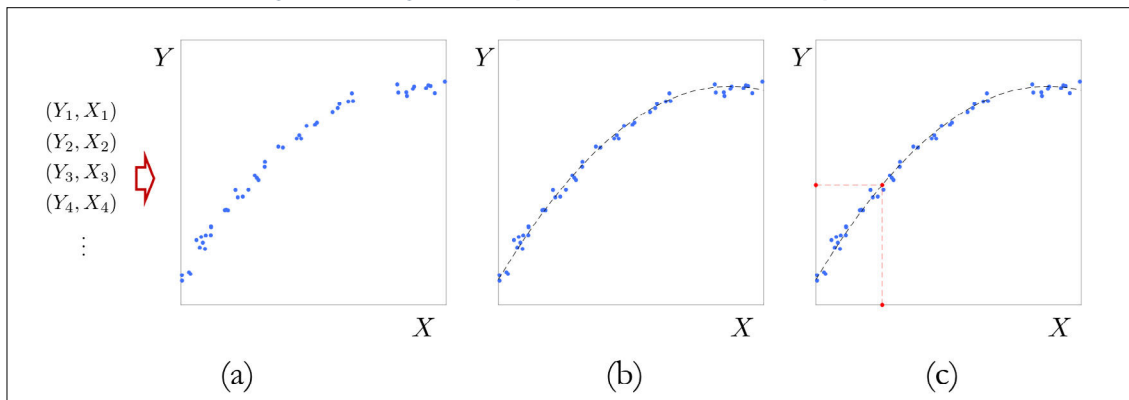 Y
Y
Y
(Y₁, X₁)
(Y₂, X₂)
(Y₃, X₃)
(Y₄, X₄)
⋮
X
X
X
(a)
(b)
(c)